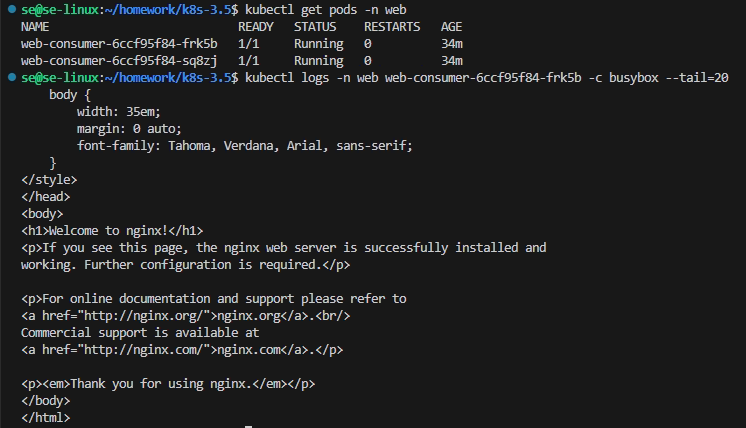 se@se-linux:~/homework/k8s-3.5$ kubectl get pods -n web
NAME                            READY   STATUS    RESTARTS   AGE
web-consumer-6ccf95f84-frk5b   1/1     Running   0          34m
web-consumer-6ccf95f84-sq8zj   1/1     Running   0          34m
se@se-linux:~/homework/k8s-3.5$ kubectl logs -n web web-consumer-6ccf95f84-frk5b -c busybox --tail=20
    body {
        width: 35em;
        margin: 0 auto;
        font-family: Tahoma, Verdana, Arial, sans-serif;
    }
</style>
</head>
<body>
<h1>Welcome to nginx!</h1>
<p>If you see this page, the nginx web server is successfully installed and
working. Further configuration is required.</p>

<p>For online documentation and support please refer to
<a href="http://nginx.org/">nginx.org</a>.<br/>
Commercial support is available at
<a href="http://nginx.com/">nginx.com</a>.</p>

<p><em>Thank you for using nginx.</em></p>
</body>
</html>